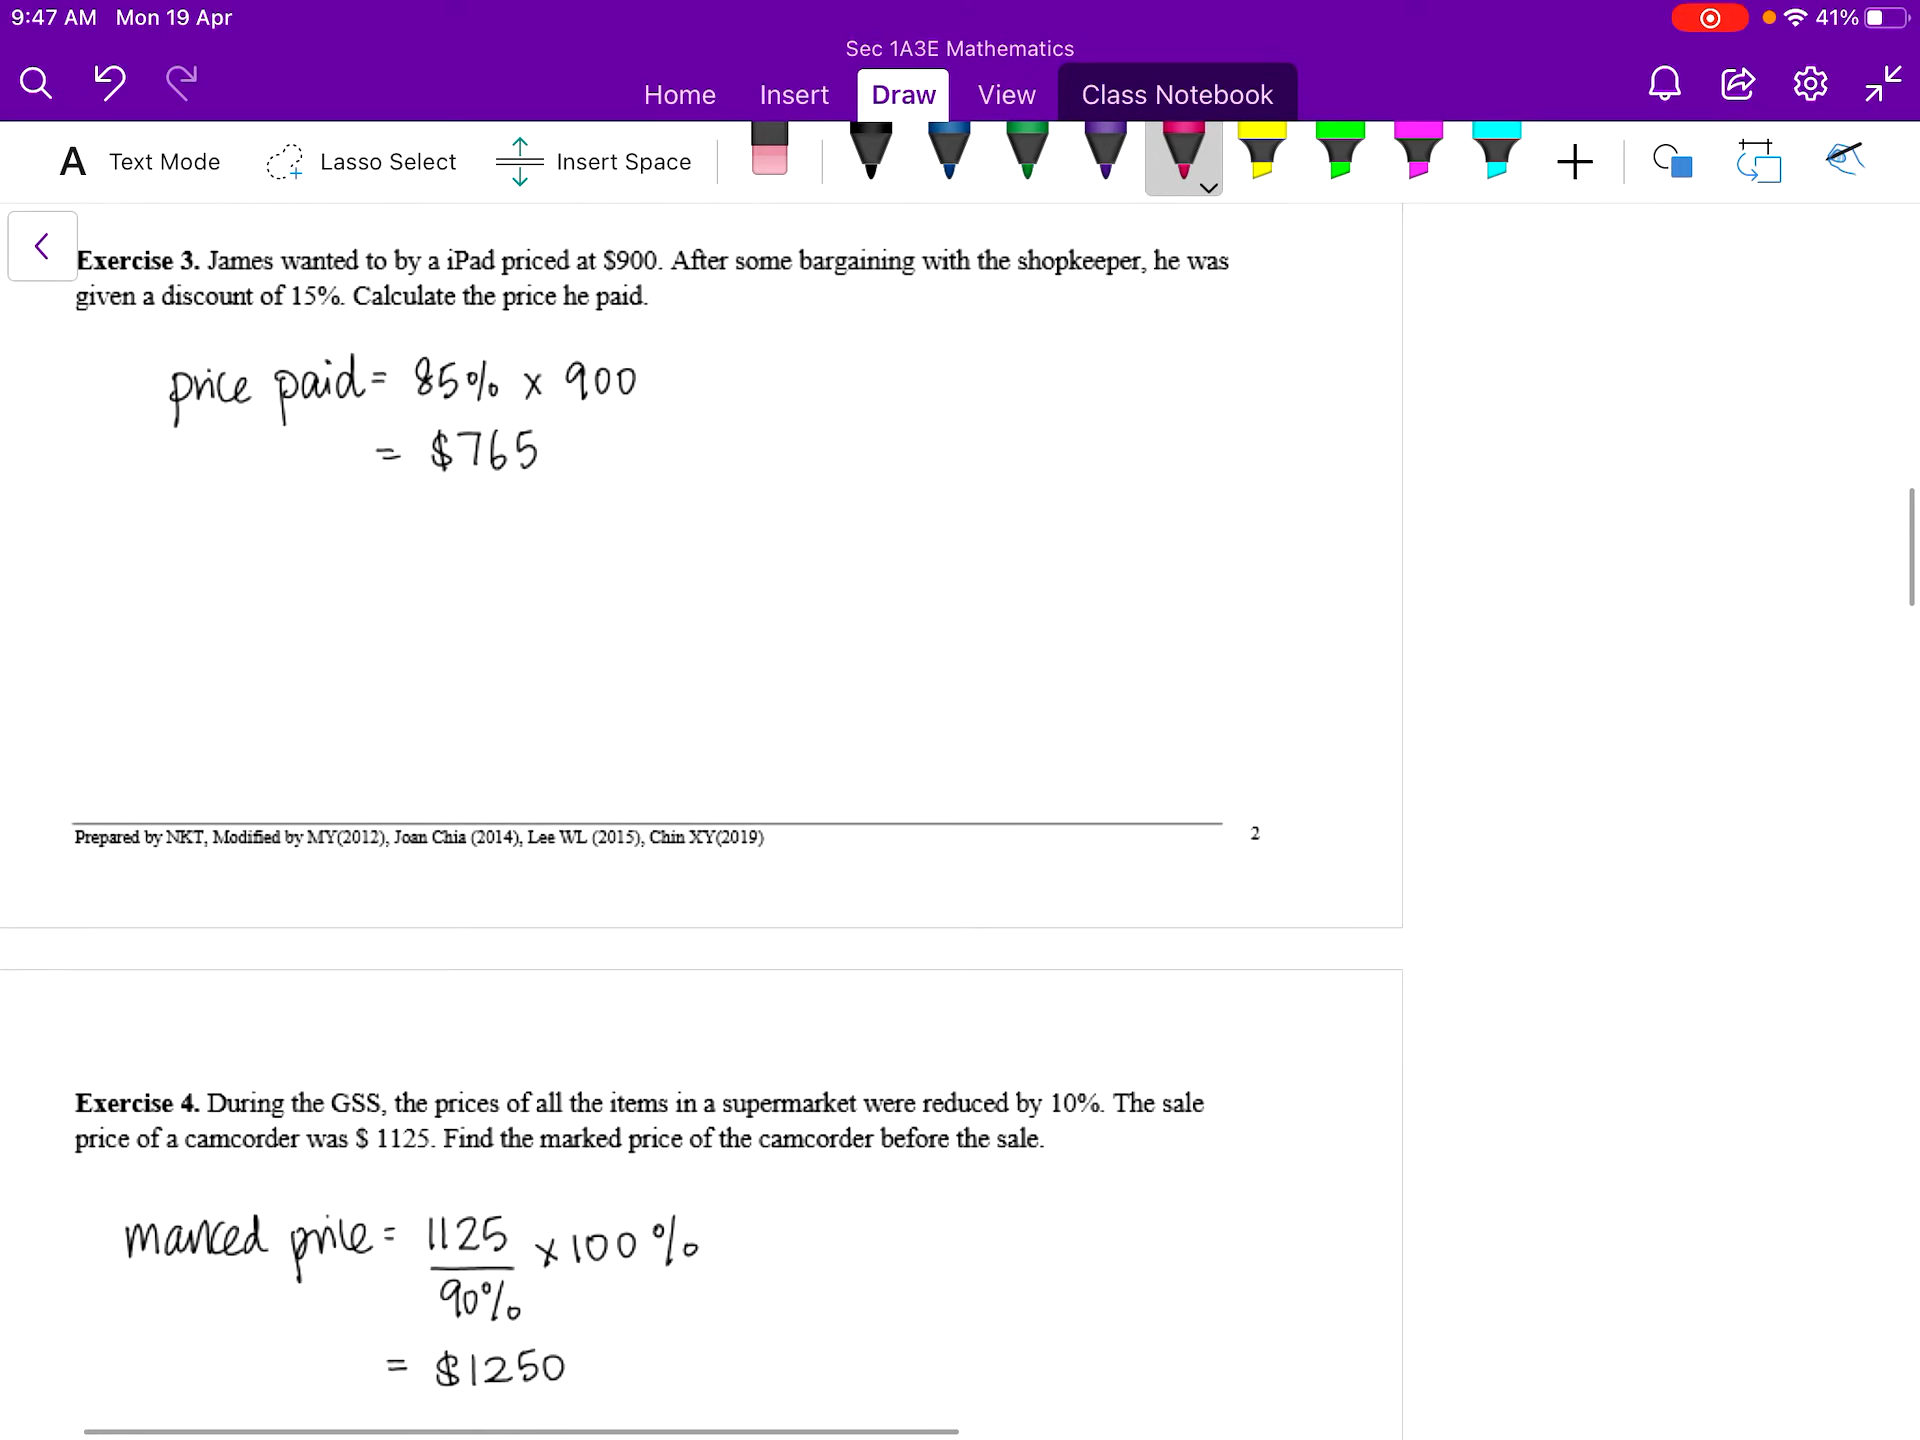 9:47 AM Mon 19 Apr
41%
Sec 1A3E Mathematics
Home Insert Draw View Class Notebook
A Text Mode Lasso Select Insert Space
Exercise 3. James wanted to by a iPad priced at $900. After some bargaining with the shopkeeper, he was
given a discount of 15%. Calculate the price he paid.
price paid = 85% x 900
= $765
Prepared by NKT, Modified by MY(2012), Joan Chia (2014), Lee WL (2015), Chin XY(2019)
2
Exercise 4. During the GSS, the prices of all the items in a supermarket were reduced by 10%. The sale
price of a camcorder was $ 1125. Find the marked price of the camcorder before the sale.
marked price = 1125 x 100 %
90%
= $1250